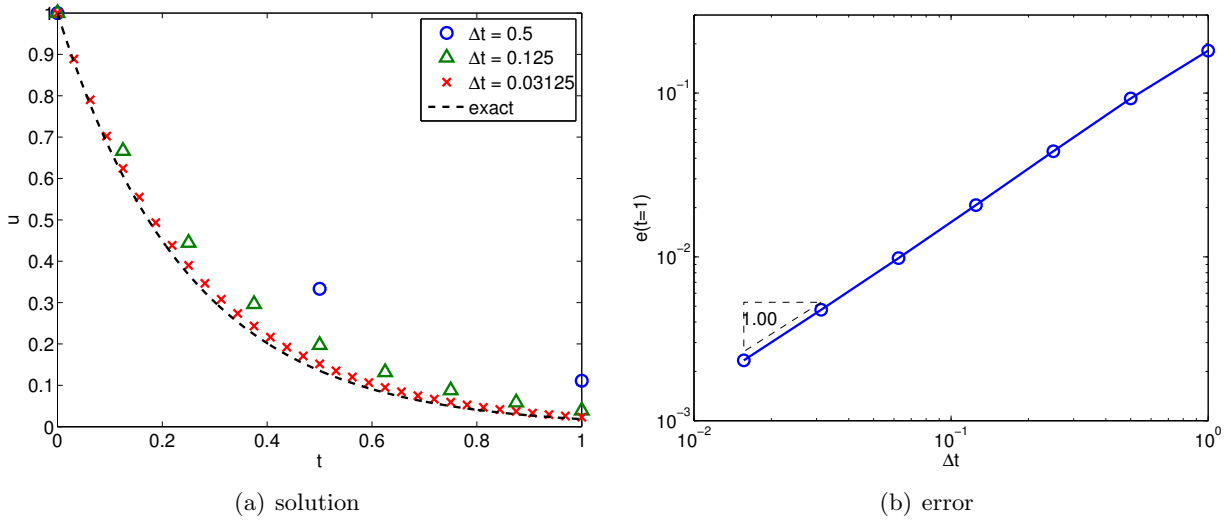 1
0.9
0.8
0.7
0.6
0.5
0.4
0.3
0.2
0.1
0
u
0 0.2 0.4 0.6 0.8 1
t
Δt = 0.5
Δt = 0.125
Δt = 0.03125
exact
(a) solution
10⁻¹
10⁻²
10⁻³
e(t=1)
1.00
10⁻² 10⁻¹ 10⁰
Δt
(b) error